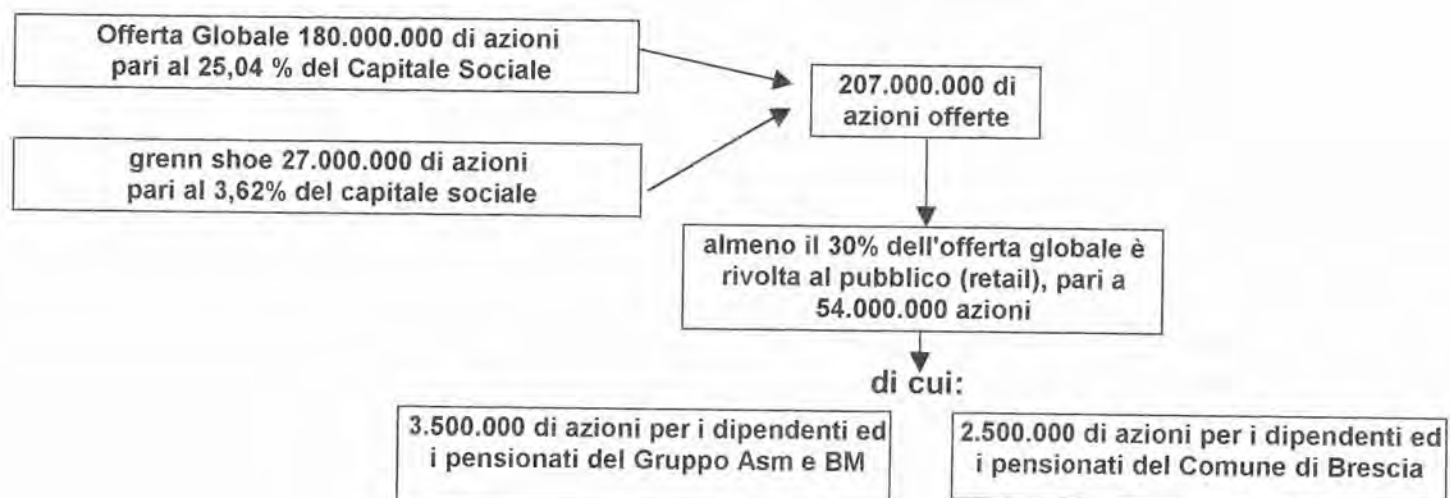 Offerta Globale 180.000.000 di azioni
pari al 25,04 % del Capitale Sociale
207.000.000 di
azioni offerte
grenn shoe 27.000.000 di azioni
pari al 3,62% del capitale sociale
almeno il 30% dell'offerta globale è
rivolta al pubblico (retail), pari a
54.000.000 azioni
di cui:
3.500.000 di azioni per i dipendenti ed
i pensionati del Gruppo Asm e BM
2.500.000 di azioni per i dipendenti ed
i pensionati del Comune di Brescia